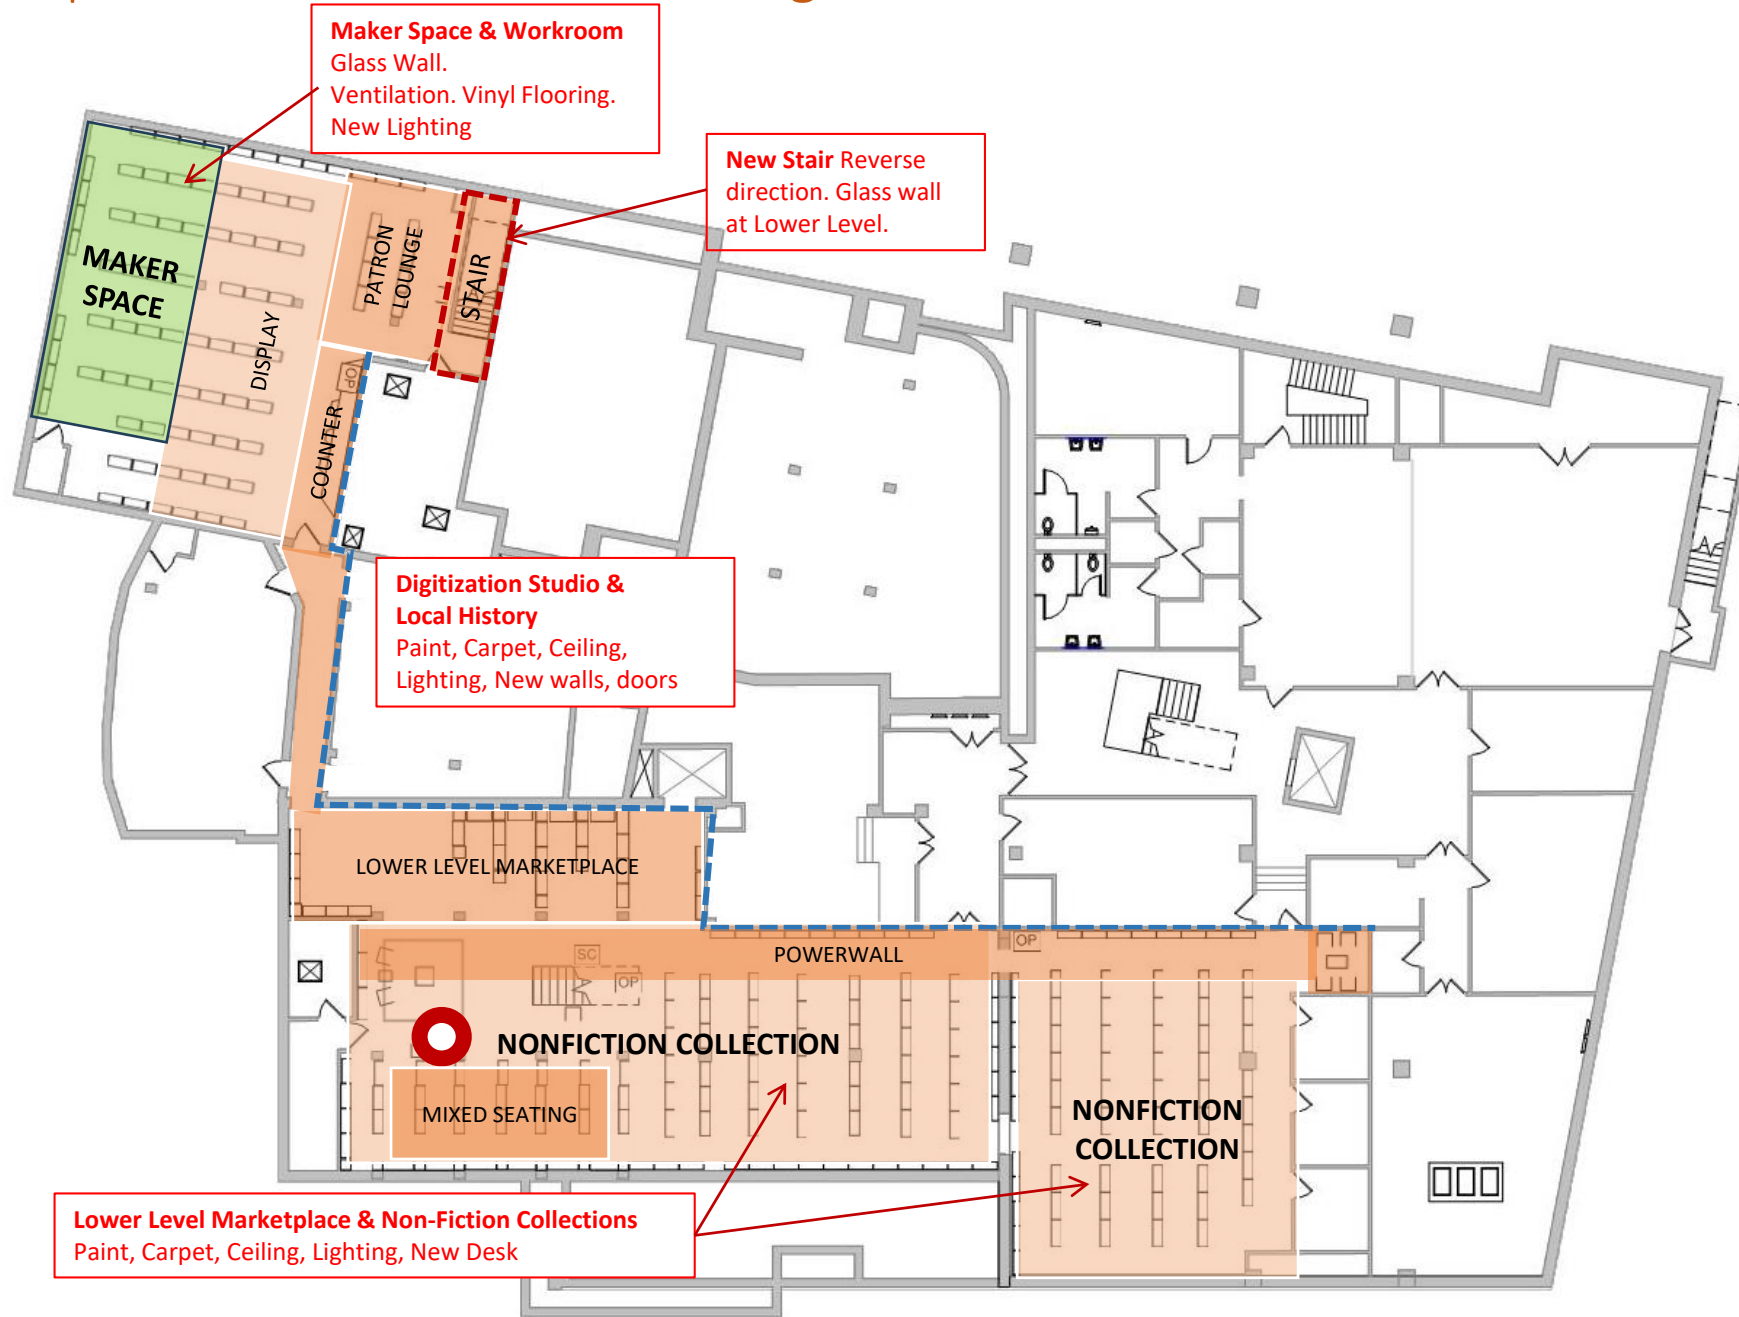 Maker Space & Workroom
Glass Wall.
Ventilation. Vinyl Flooring.
New Lighting
New Stair Reverse
direction. Glass wall
at Lower Level.
MAKER
SPACE
DISPLAY
PATRON
LOUNGE
STAIR
COUNTER
OP
Digitization Studio &
Local History
Paint, Carpet, Ceiling,
Lighting, New walls, doors
LOWER LEVEL MARKETPLACE
POWERWALL
OP
SC
OP
NONFICTION COLLECTION
MIXED SEATING
NONFICTION
COLLECTION
Lower Level Marketplace & Non-Fiction Collections
Paint, Carpet, Ceiling, Lighting, New Desk